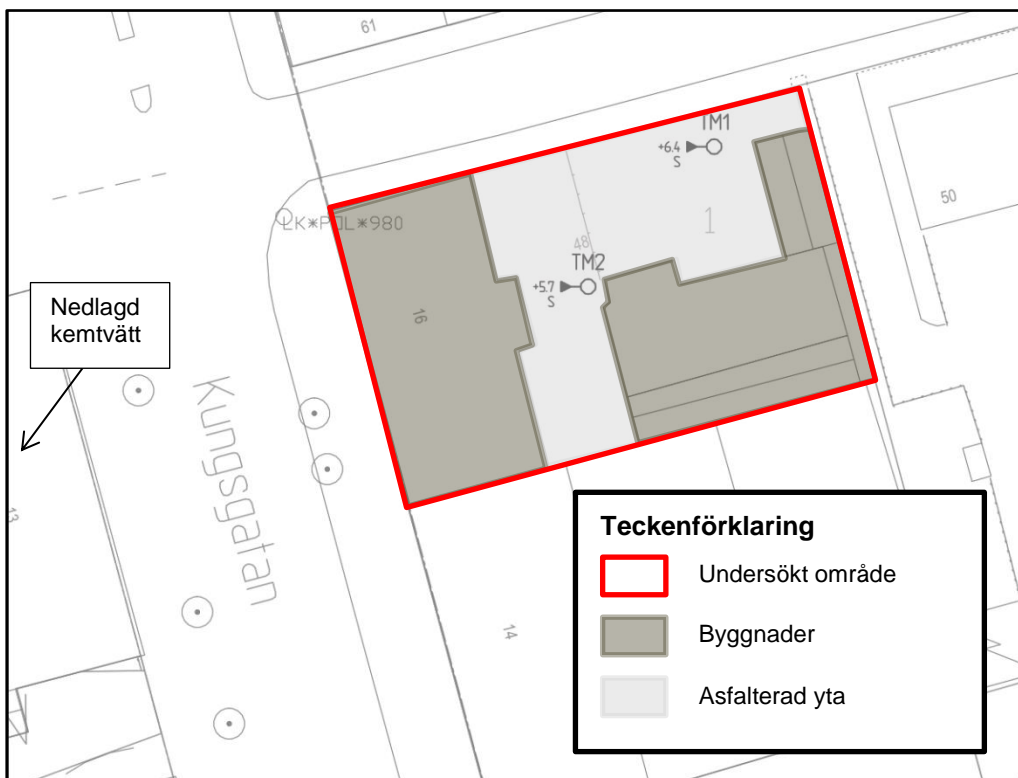 61
TM1
+6.4
S
50
1
ŁK*POL*980
48
TM2
+5.7
S
16
Nedlagd
kemtvätt
Kungsgatan
13
14
Teckenförklaring
Undersökt område
Byggnader
Asfalterad yta